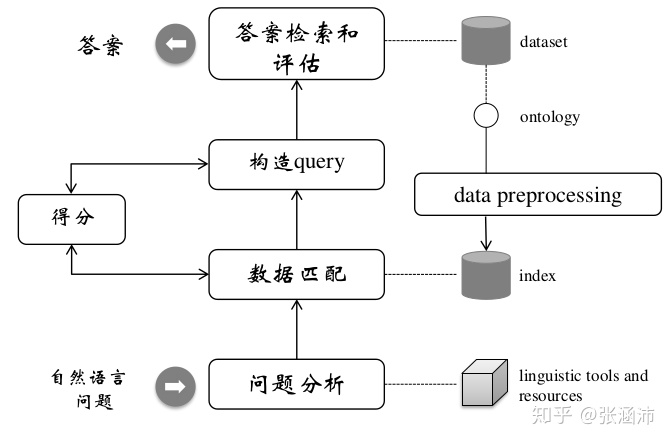 答案
答案检索和
评估
dataset
ontology
构造query
data preprocessing
得分
数据匹配
index
自然语言
问题
问题分析
linguistic tools and
resources
知乎 @张涵沛